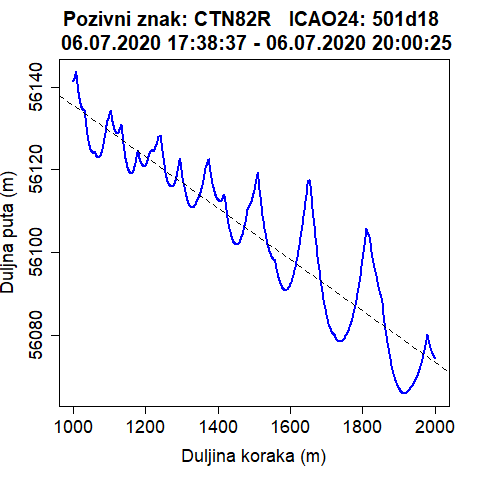 Pozivni znak: CTN82R   ICAO24: 501d18
06.07.2020 17:38:37 - 06.07.2020 20:00:25
Duljna puta (m)
56140
56120
56100
56080
1000 1200 1400 1600 1800 2000
Duljina koraka (m)